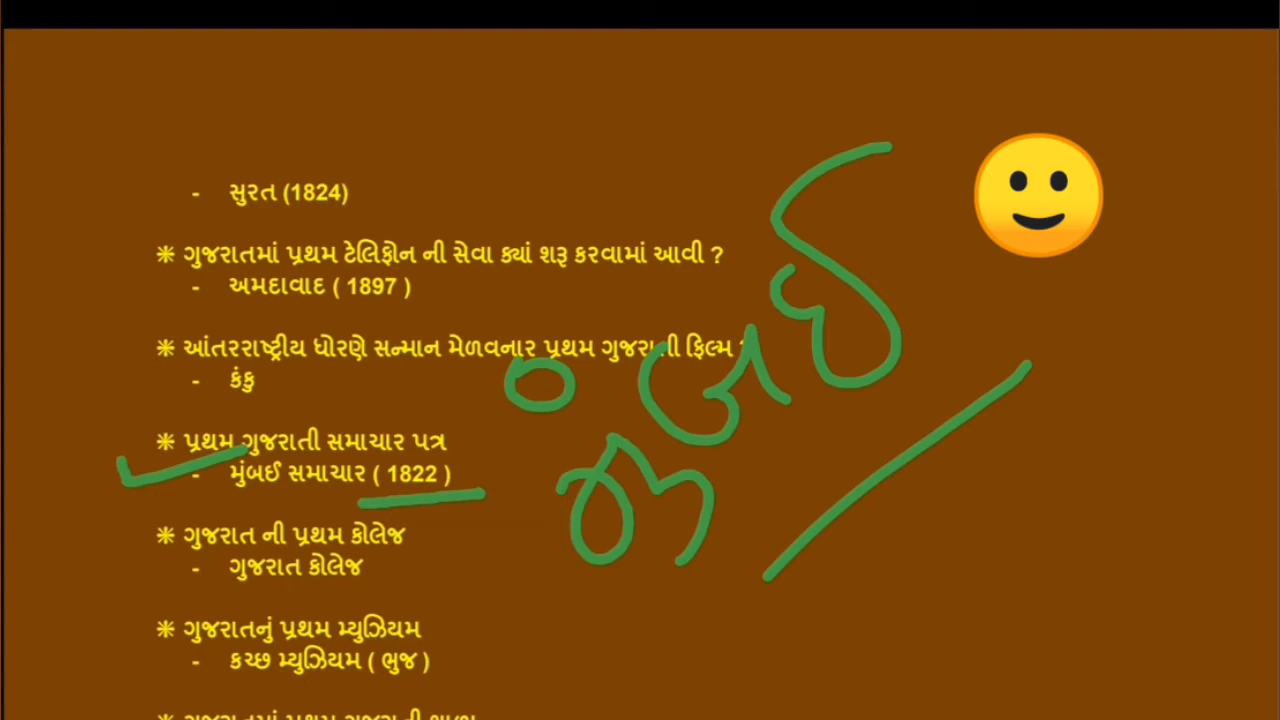 - સુરત (1824)
✳ ગુજરાતમાં પ્રથમ ટેલિફોન ની સેવા ક્યાં શરૂ કરવામાં આવી ?
- અમદાવાદ ( 1897 )
✳ આંતરરાષ્ટ્રીય ધોરણે સન્માન મેળવનાર પ્રથમ ગુજરાતી ફિલ્મ ?
- કંકુ
✳ પ્રથમ ગુજરાતી સમાચાર પત્ર
- મુંબઈ સમાચાર ( 1822 )
મુંબઈ
✳ ગુજરાત ની પ્રથમ કોલેજ
- ગુજરાત કોલેજ
✳ ગુજરાતનું પ્રથમ મ્યુઝિયમ
- કચ્છ મ્યુઝિયમ ( ભુજ )